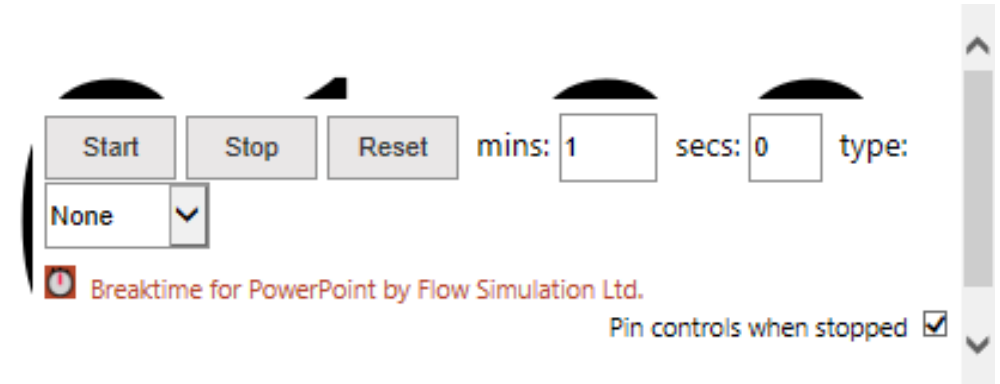 Start Stop Reset mins: 1 secs: 0 type:
None
Breaktime for PowerPoint by Flow Simulation Ltd.
Pin controls when stopped